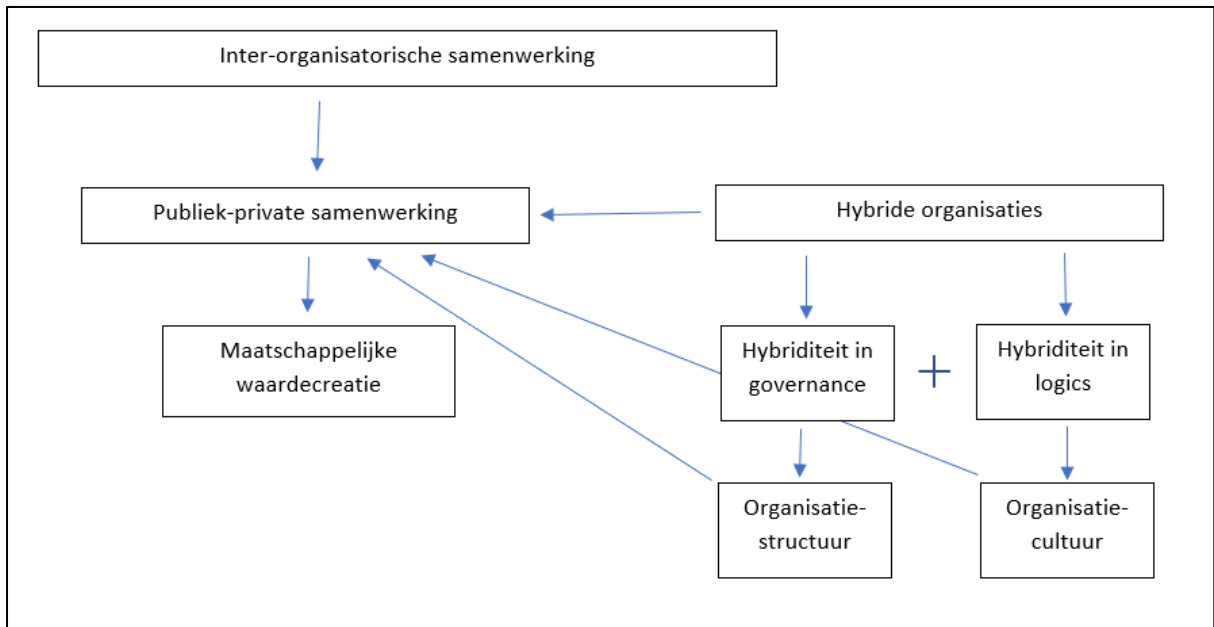 Inter-organisatorische samenwerking
Publiek-private samenwerking
Hybride organisaties
Maatschappelijke
waardecreatie
Hybriditeit in
governance
+
Hybriditeit in
logics
Organisatie-
structuur
Organisatie-
cultuur